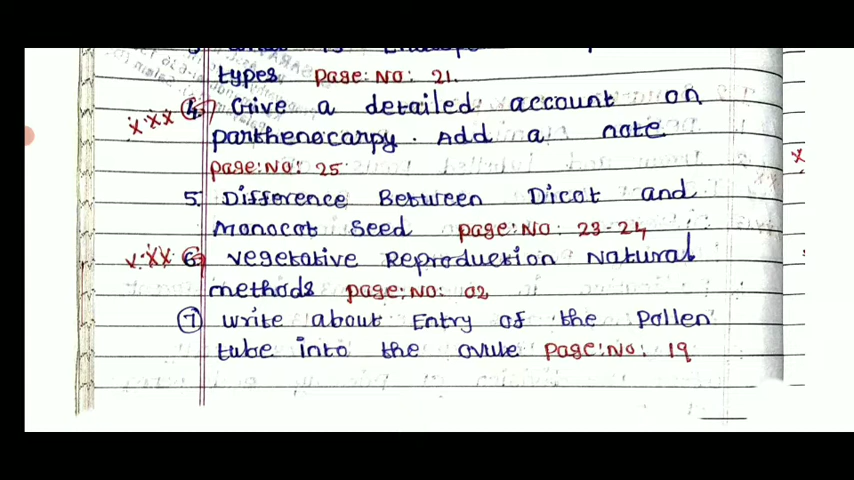 types Page: No: 21.
x.xx 4 Give a detailed account on
parthenocarpy. Add a note
page: No: 25.
5. Difference Between Dicot and
Monocot Seed page: No: 23-24
v.xx 6 Vegetative Reproduction Natural
methods page: No: 02
7 write about Entry of the Pollen
tube into the ovule page: No: 19